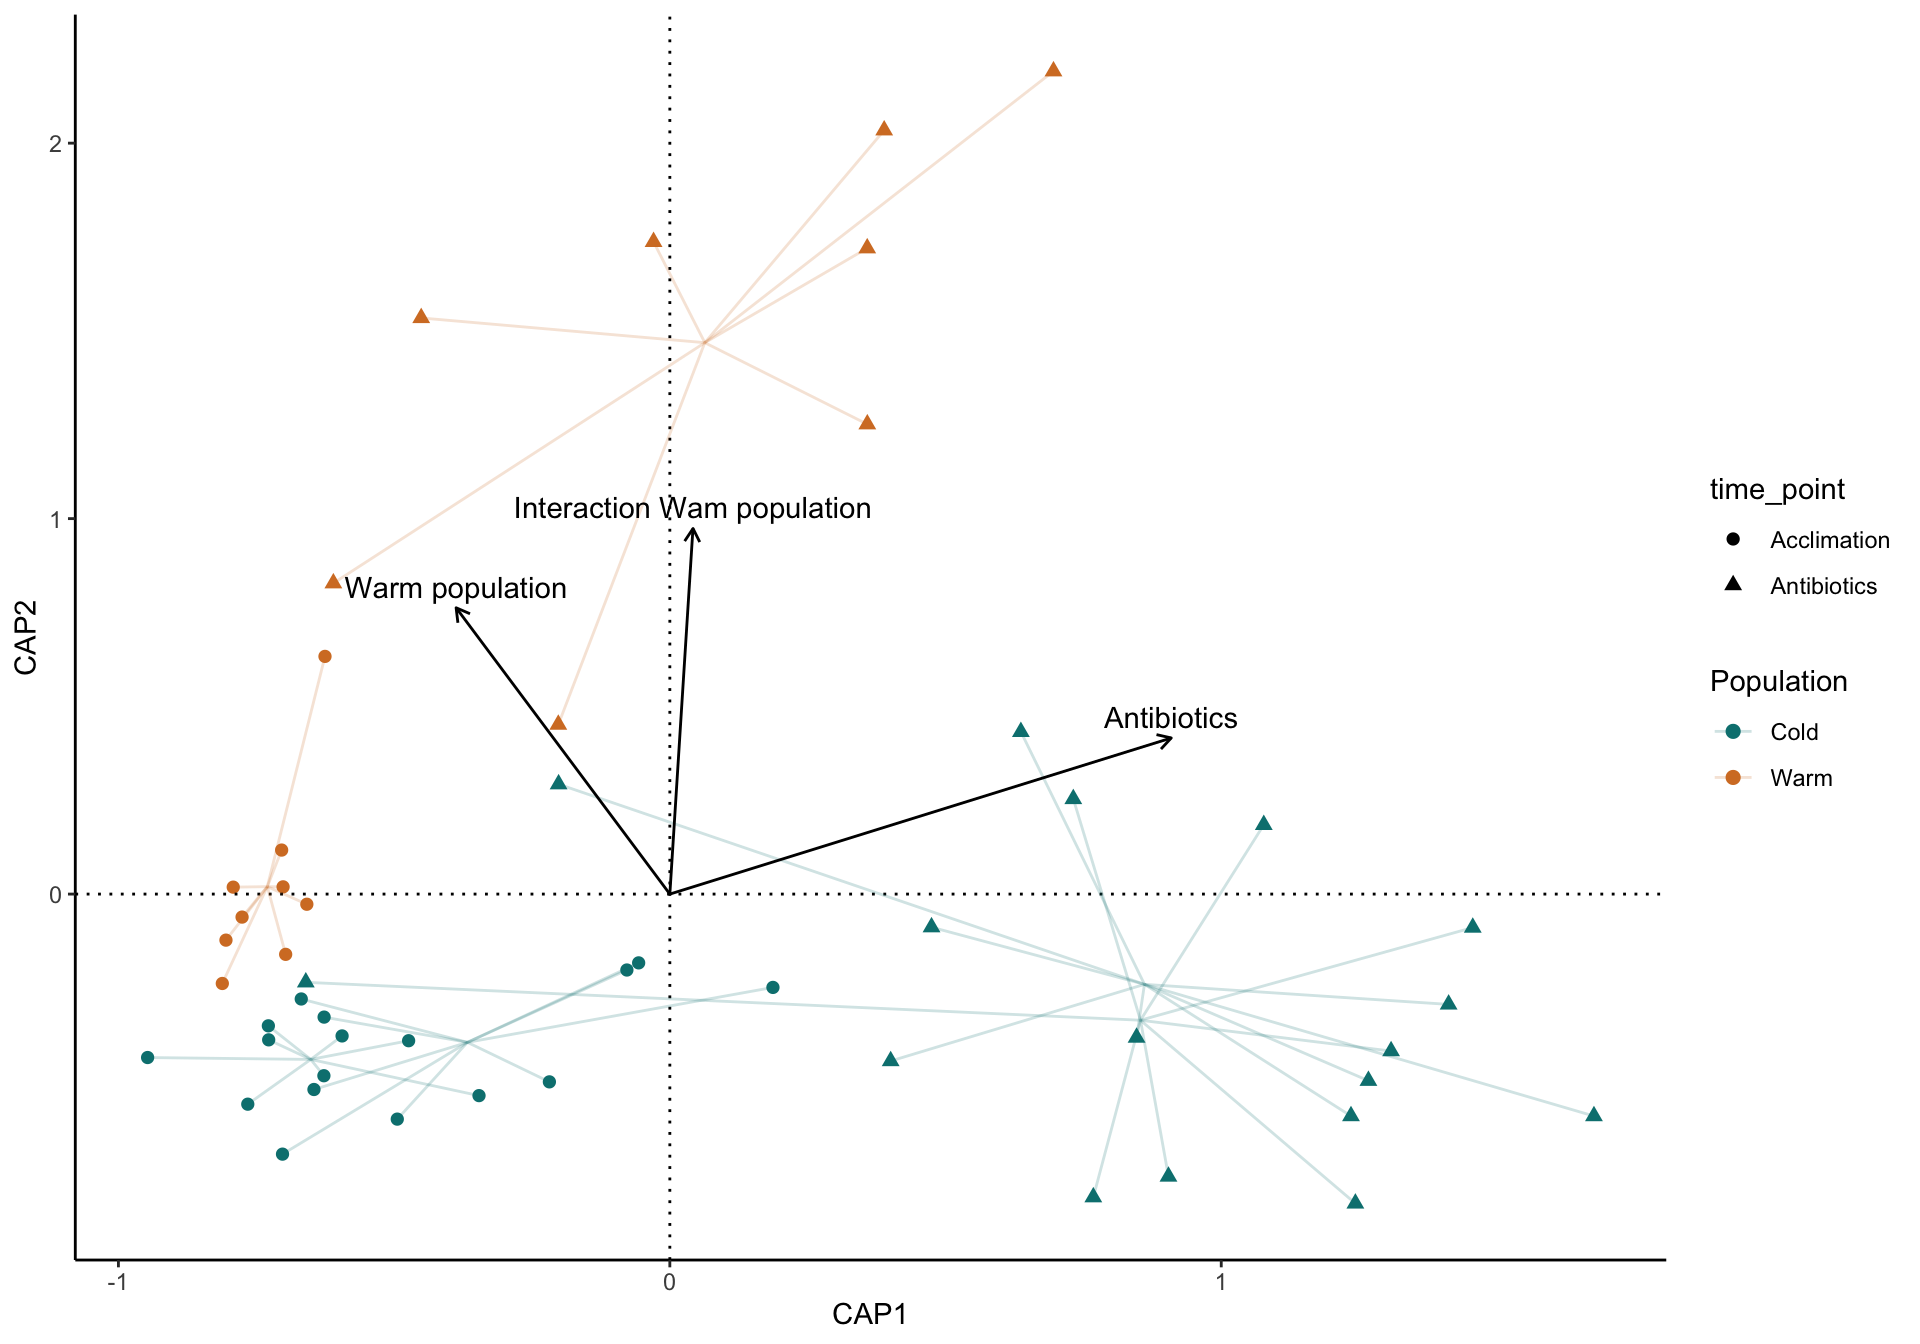 2
1
0
-1
0
1
CAP2
CAP1
Interaction Wam population
Warm population
Antibiotics
time_point
Acclimation
Antibiotics
Population
Cold
Warm